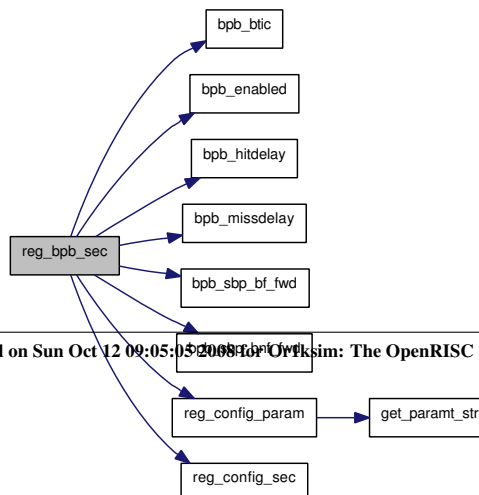 bpb_btic
bpb_enabled
bpb_hitdelay
bpb_missdelay
reg_bpb_sec
bpb_sbp_bf_fwd
bpb_sbp_bnf_fwd
l on Sun Oct 12 09:05:05 2008 for Or1ksim: The OpenRISC
reg_config_param
get_paramt_str
reg_config_sec